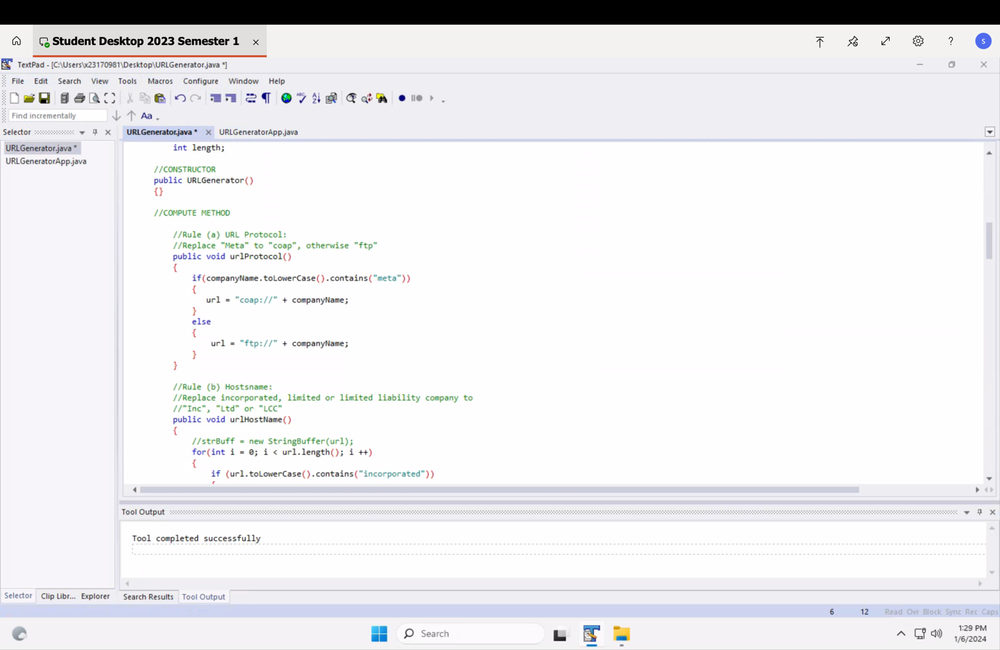 Student Desktop 2023 Semester 1
?
S
TextPad - [C:\Users\x23170981\Desktop\URLGenerator.java *]
File Edit Search View Tools Macros Configure Window Help
Find incrementally
Aa
Selector
URLGenerator.java * URLGeneratorApp.java
URLGenerator.java *
URLGeneratorApp.java
int length;
//CONSTRUCTOR
public URLGenerator()
{}
//COMPUTE METHOD
//Rule (a) URL Protocol:
//Replace "Meta" to "coap", otherwise "ftp"
public void urlProtocol()
{
if(companyName.toLowerCase().contains("meta"))
{
url = "coap://" + companyName;
}
else
{
url = "ftp://" + companyName;
}
}
//Rule (b) Hostsname:
//Replace incorporated, limited or limited liability company to
//"Inc", "Ltd" or "LCC"
public void urlHostName()
{
//strBuff = new StringBuffer(url);
for(int i = 0; i < url.length(); i ++)
{
if (url.toLowerCase().contains("incorporated"))
Tool Output
Tool completed successfully
Selector Clip Libr... Explorer
Search Results Tool Output
6 12 Read Ovr Block Sync Rec Caps
Search
1:29 PM
1/6/2024